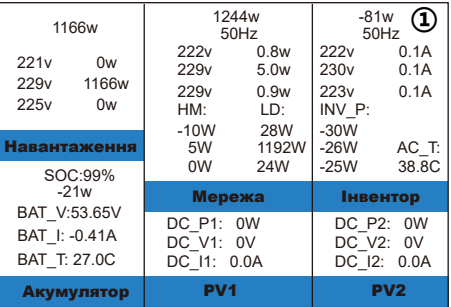 1166w
221v 0w
229v 1166w
225v 0w
Навантаження
SOC:99%
-21w
BAT_V:53.65V
BAT_I: -0.41A
BAT_T: 27.0C
Акумулятор
1244w
50Hz
222v 0.8w
229v 5.0w
229v 0.9w
HM: LD:
-10W 28W
5W 1192W
0W 24W
Мережа
DC_P1: 0W
DC_V1: 0V
DC_I1: 0.0A
PV1
-81w ①
50Hz
222v 0.1A
230v 0.1A
223v 0.1A
INV_P:
-30W
-26W AC_T:
-25W 38.8C
Інвентор
DC_P2: 0W
DC_V2: 0V
DC_I2: 0.0A
PV2